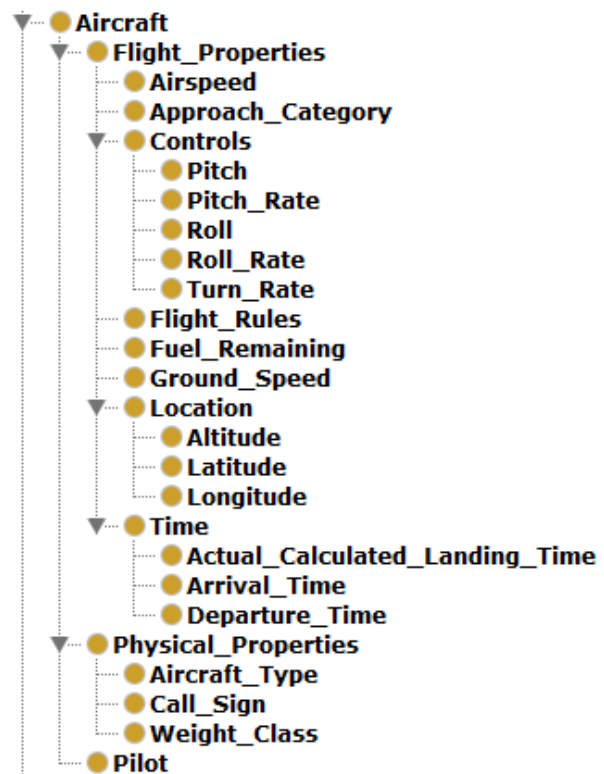 Aircraft
Flight_Properties
Airspeed
Approach_Category
Controls
Pitch
Pitch_Rate
Roll
Roll_Rate
Turn_Rate
Flight_Rules
Fuel_Remaining
Ground_Speed
Location
Altitude
Latitude
Longitude
Time
Actual_Calculated_Landing_Time
Arrival_Time
Departure_Time
Physical_Properties
Aircraft_Type
Call_Sign
Weight_Class
Pilot